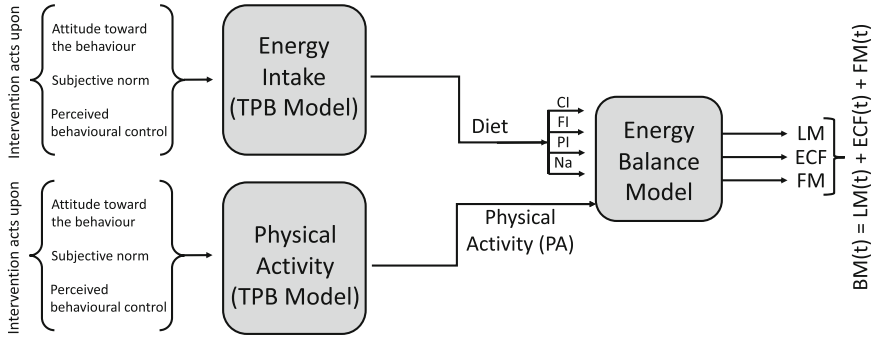 Intervention acts upon
Attitude toward
the behaviour
Subjective norm
Perceived
behavioural control
Energy
Intake
(TPB Model)
Diet
CI
FI
PI
Na
Energy
Balance
Model
LM
ECF
FM
BM(t) = LM(t) + ECF(t) + FM(t)
Intervention acts upon
Attitude toward
the behaviour
Subjective norm
Perceived
behavioural control
Physical
Activity
(TPB Model)
Physical
Activity (PA)